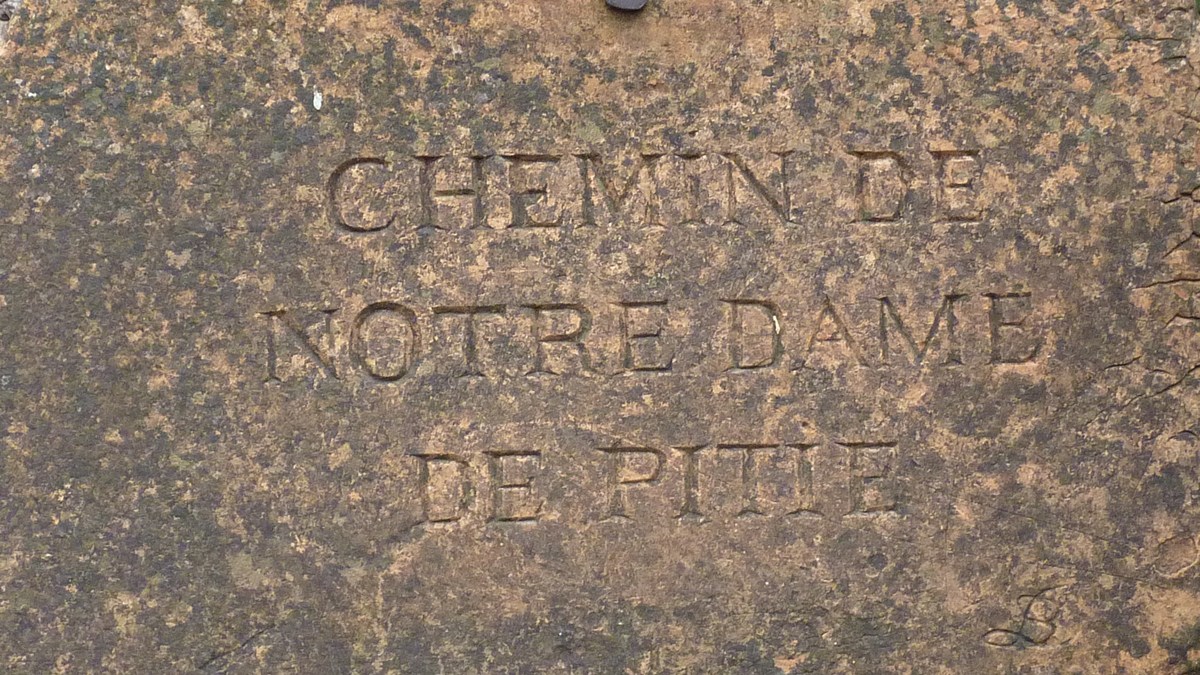 CHEMIN DE
NOTRE DAME
DE PITIE